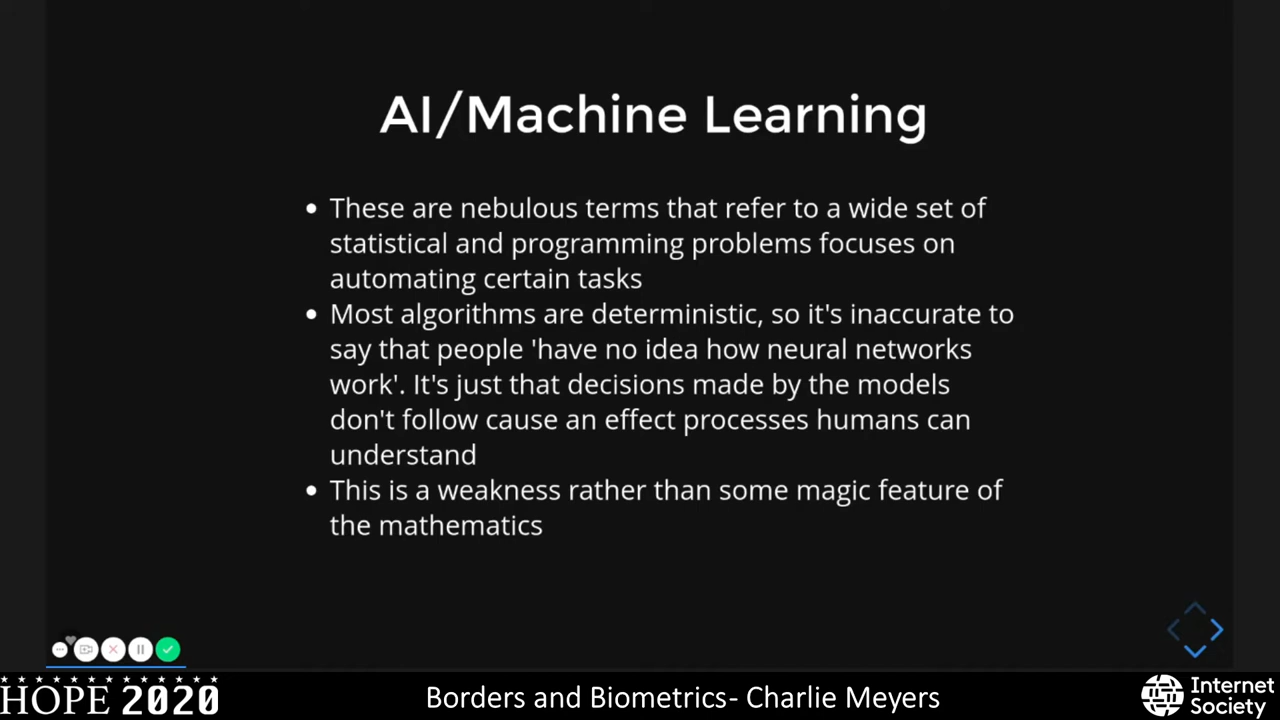 AI/Machine Learning
These are nebulous terms that refer to a wide set of
statistical and programming problems focuses on
automating certain tasks
Most algorithms are deterministic, so it's inaccurate to
say that people 'have no idea how neural networks
work'. It's just that decisions made by the models
don't follow cause an effect processes humans can
understand
This is a weakness rather than some magic feature of
the mathematics
HOPE 2020
Borders and Biometrics- Charlie Meyers
Internet
Society